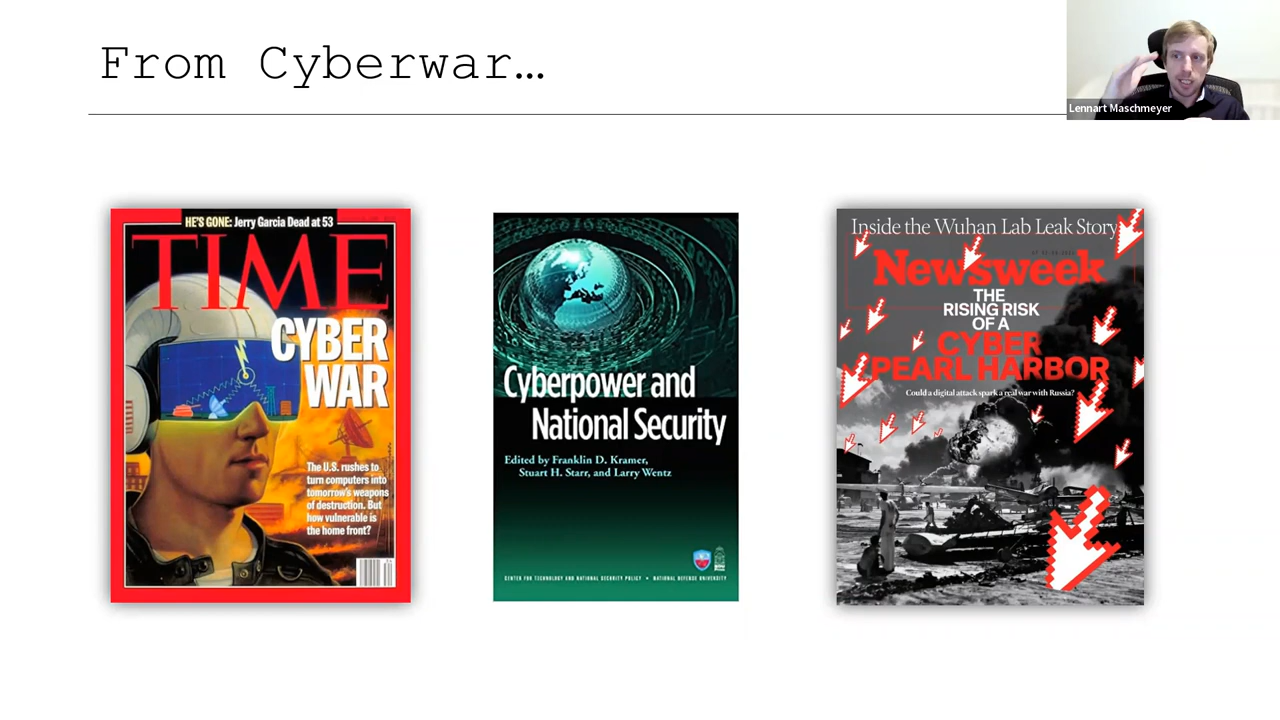 From Cyberwar…
Lennart Maschmeyer
HE'S GONE: Jerry Garcia Dead at 53
TIME
CYBER
WAR
The U.S. rushes to
turn computers into
tomorrow's weapons
of destruction. But
how vulnerable is
the home front?
Cyberpower and
National Security
Edited by Franklin D. Kramer,
Stuart H. Starr, and Larry Wentz
CENTER FOR TECHNOLOGY AND NATIONAL SECURITY POLICY • NATIONAL DEFENSE UNIVERSITY
Inside the Wuhan Lab Leak Story
Newsweek
THE
RISING RISK
OF A
CYBER
PEARL HARBOR
Could a digital attack spark a real war with Russia?